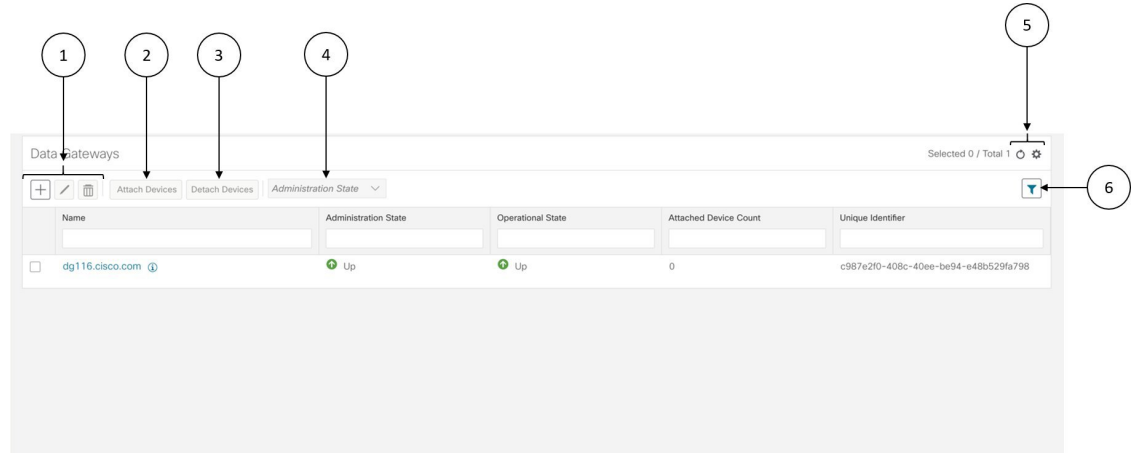 1
2
3
4
5
Data Gateways
Selected 0 / Total 1
Attach Devices
Detach Devices
Administration State
6
Name
Administration State
Operational State
Attached Device Count
Unique Identifier
dg116.cisco.com
Up
Up
0
c987e2f0-408c-40ee-be94-e48b529fa798